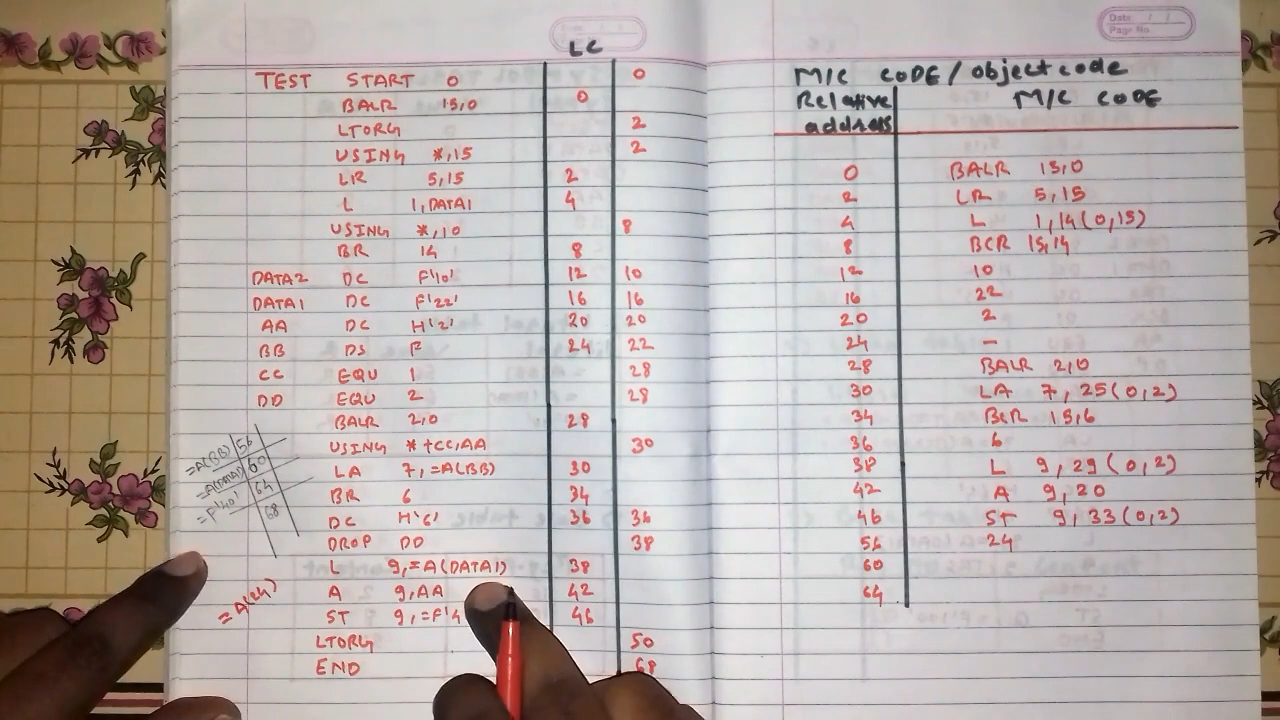 Date / /
Page No
LC
TEST START 0 0
BALR 15,0 0
LTORG 2
USING *,15 2
LR 5,15 2
L 1,DATA1 4
USING *,10 8
BR 14 8
DATA2 DC F'10' 12 10
DATA1 DC F'22' 16 16
AA DC H'2' 20 20
BB DS F 24 22
CC EQU 1 28
DD EQU 2 28
BALR 2,0 28
USING *+CC,AA 30
LA 7,=A(BB) 30
BR 6 34
DC H'6' 36 36
DROP DD 38
L 9,=A(DATA1) 38
A 9,AA 42
ST 9,=F'4 46
LTORG 50
END 68
=A(BB) 56
=A(DATA1) 60
=F'40' 64
68
=A(24)
M/C CODE/Object code
Relative address M/C CODE
0 BALR 15,0
2 LR 5,15
4 L 1,14(0,15)
8 BCR 15,14
12 10
16 22
20 2
24 -
28 BALR 2,0
30 LA 7,25(0,2)
34 BCR 15,6
36 6
38 L 9,29(0,2)
42 A 9,20
46 ST 9,33(0,2)
56 24
60
64